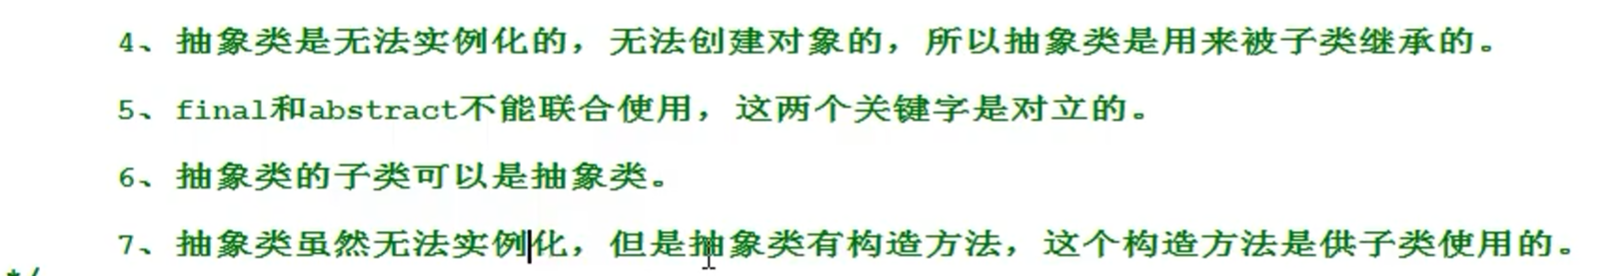 4、抽象类是无法实例化的，无法创建对象的，所以抽象类是用来被子类继承的。
5、final和abstract不能联合使用，这两个关键字是对立的。
6、抽象类的子类可以是抽象类。
7、抽象类虽然无法实例化，但是抽象类有构造方法，这个构造方法是供子类使用的。
*/